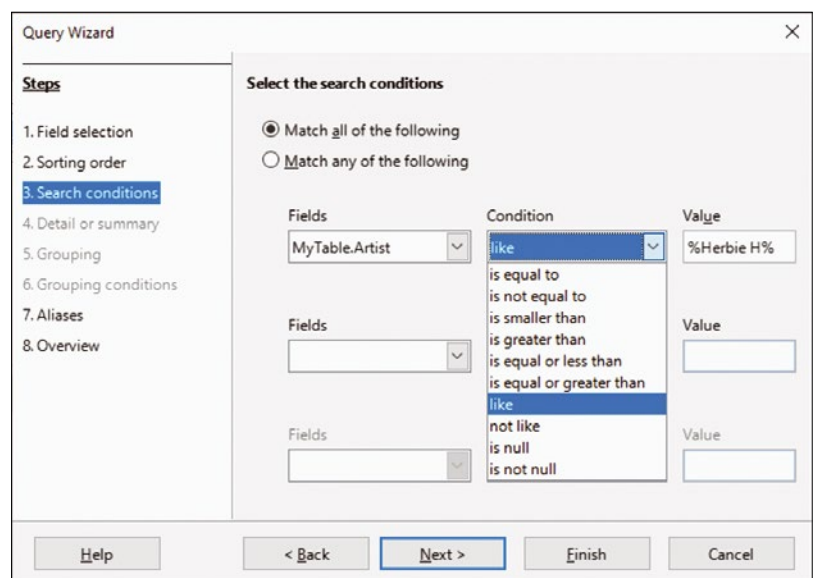 Query Wizard
Steps
1. Field selection
2. Sorting order
3. Search conditions
4. Detail or summary
5. Grouping
6. Grouping conditions
7. Aliases
8. Overview
Select the search conditions
Match all of the following
Match any of the following
Fields Condition Value
MyTable.Artist like %Herbie H%
is equal to
is not equal to
is smaller than
is greater than
is equal or less than
is equal or greater than
like
not like
is null
is not null
Fields Value
Fields Value
Help < Back Next > Finish Cancel